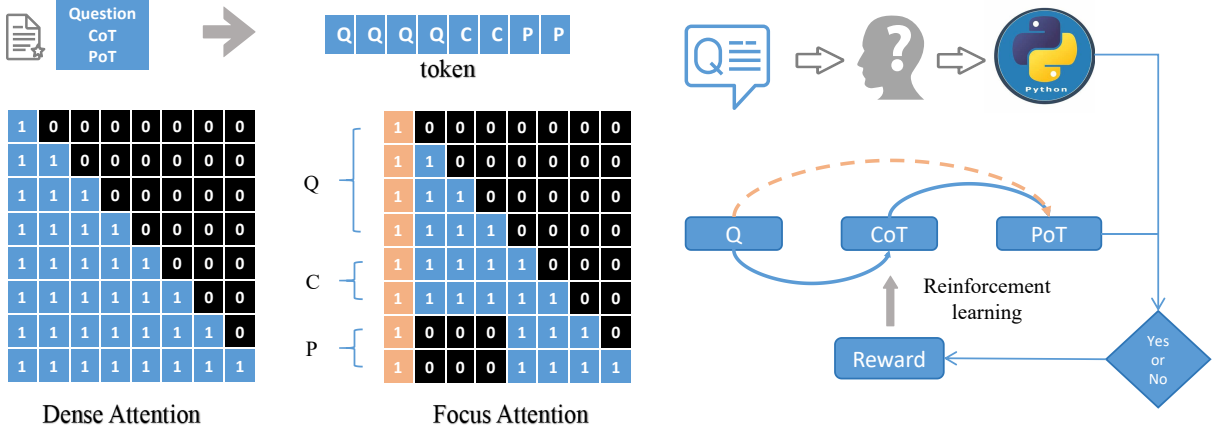 Question
CoT
PoT
Q Q Q Q C C P P
token
1 0 0 0 0 0 0 0
1 1 0 0 0 0 0 0
1 1 1 0 0 0 0 0
1 1 1 1 0 0 0 0
1 1 1 1 1 0 0 0
1 1 1 1 1 1 0 0
1 1 1 1 1 1 1 0
1 1 1 1 1 1 1 1
Dense Attention
Q
C
P
1 0 0 0 0 0 0 0
1 1 0 0 0 0 0 0
1 1 1 0 0 0 0 0
1 1 1 1 0 0 0 0
1 1 1 1 1 0 0 0
1 1 1 1 1 1 0 0
1 0 0 0 1 1 1 0
1 0 0 0 1 1 1 1
Focus Attention
Q
?
Python
Q
CoT
PoT
Reinforcement
learning
Reward
Yes
or
No